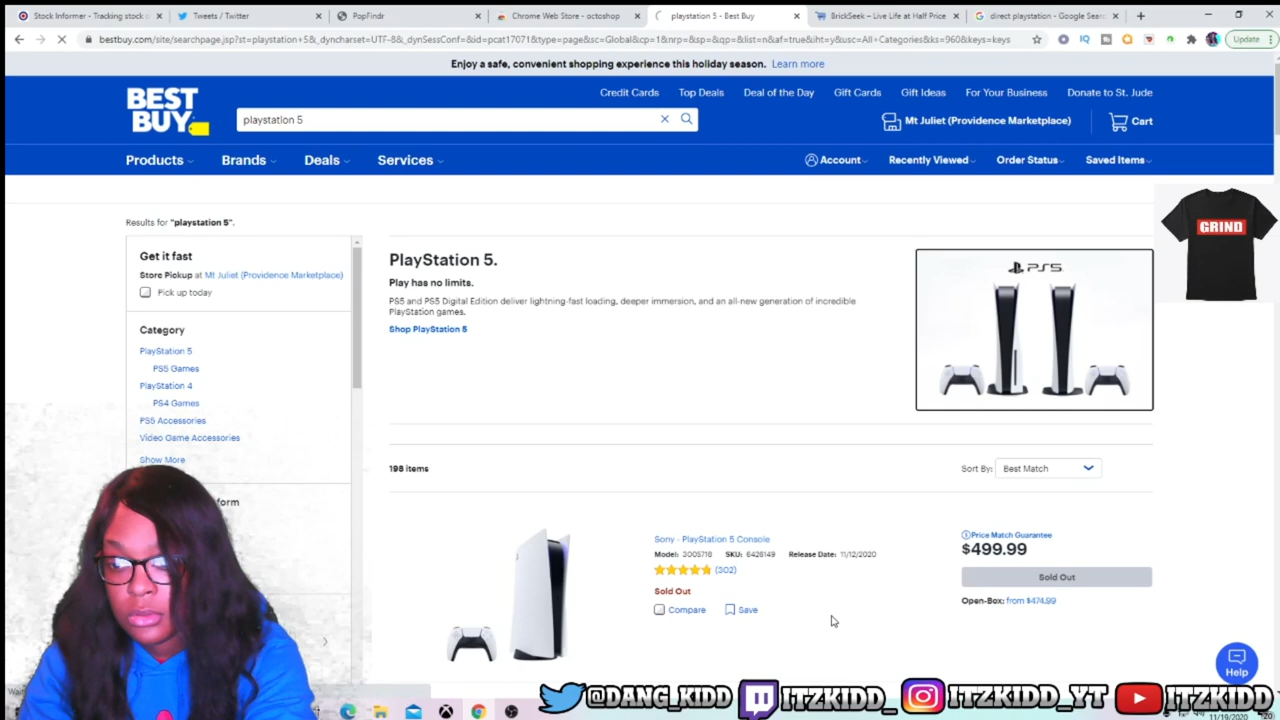 Stock Informer - Tracking stock o
Tweets / Twitter
PopFindr
Chrome Web Store - octoshop
playstation 5 - Best Buy
BrickSeek – Live Life at Half Price
direct playstation - Google Searc
bestbuy.com/site/searchpage.jsp?st=playstation+5&_dyncharset=UTF-8&_dynSessConf=&id=pcat17071&type=page&sc=Global&cp=1&nrp=&sp=&qp=&list=n&af=true&iht=y&usc=All+Categories&ks=960&keys=keys
Update
Enjoy a safe, convenient shopping experience this holiday season. Learn more
BEST BUY
Credit Cards Top Deals Deal of the Day Gift Cards Gift Ideas For Your Business Donate to St. Jude
playstation 5
Mt Juliet (Providence Marketplace)
Cart
Products Brands Deals Services
Account Recently Viewed Order Status Saved Items
Results for "playstation 5".
Get it fast
Store Pickup at Mt Juliet (Providence Marketplace)
Pick up today
Category
PlayStation 5
PS5 Games
PlayStation 4
PS4 Games
PS5 Accessories
Video Game Accessories
Show More
PlayStation 5.
Play has no limits.
PS5 and PS5 Digital Edition deliver lightning-fast loading, deeper immersion, and an all-new generation of incredible
PlayStation games.
Shop PlayStation 5
PS5
GRIND
198 items
Sort By: Best Match
Sony - PlayStation 5 Console
Model: 3005718 SKU: 6426149 Release Date: 11/12/2020
(302)
Sold Out
Compare Save
Price Match Guarantee
$499.99
Sold Out
Open-Box: from $474.99
Help
@DANG_KIDD ITZKIDD_ ITZKIDD_YT ITZKIDD
11/19/2020